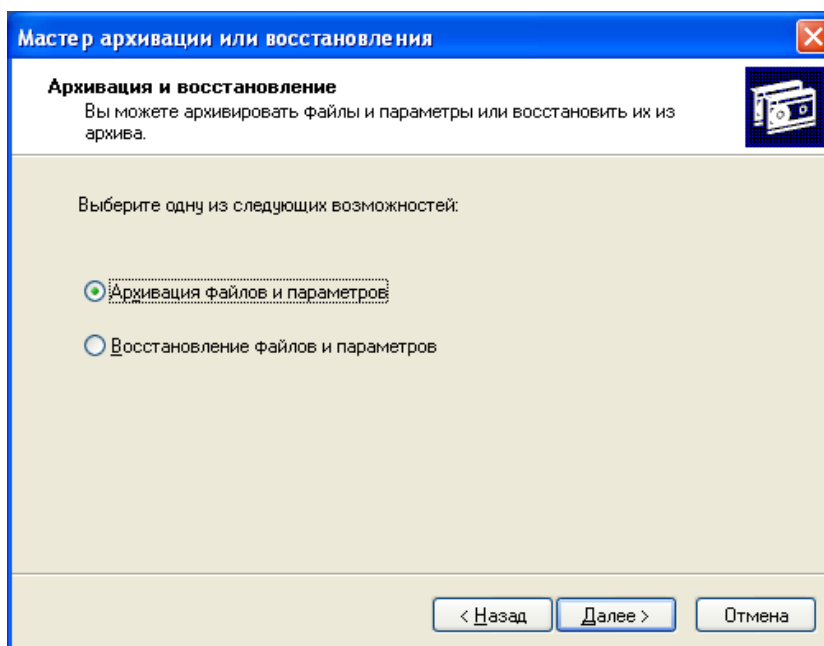 Мастер архивации или восстановления
Архивация и восстановление
Вы можете архивировать файлы и параметры или восстановить их из
архива.
Выберите одну из следующих возможностей:
Архивация файлов и параметров
Восстановление файлов и параметров
< Назад Далее > Отмена